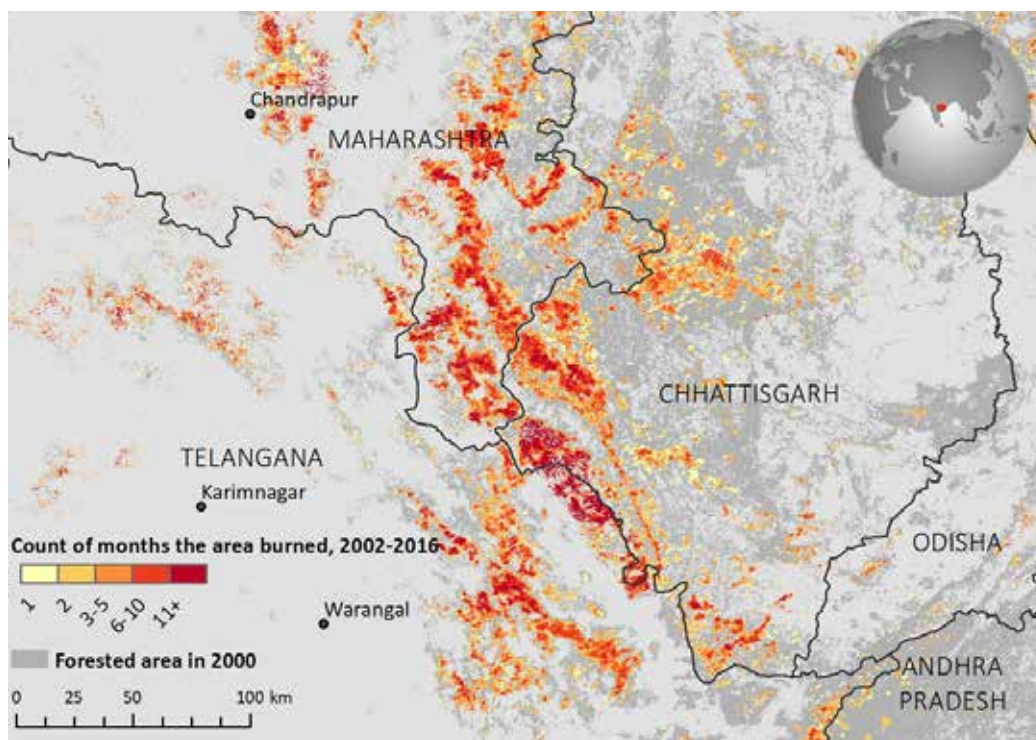 Chandrapur
MAHARASHTRA
CHHATTISGARH
TELANGANA
Karimnagar
Count of months the area burned, 2002-2016
1 2 3-5 6-10 11+
ODISHA
Warangal
Forested area in 2000
ANDHRA
PRADESH
0 25 50 100 km